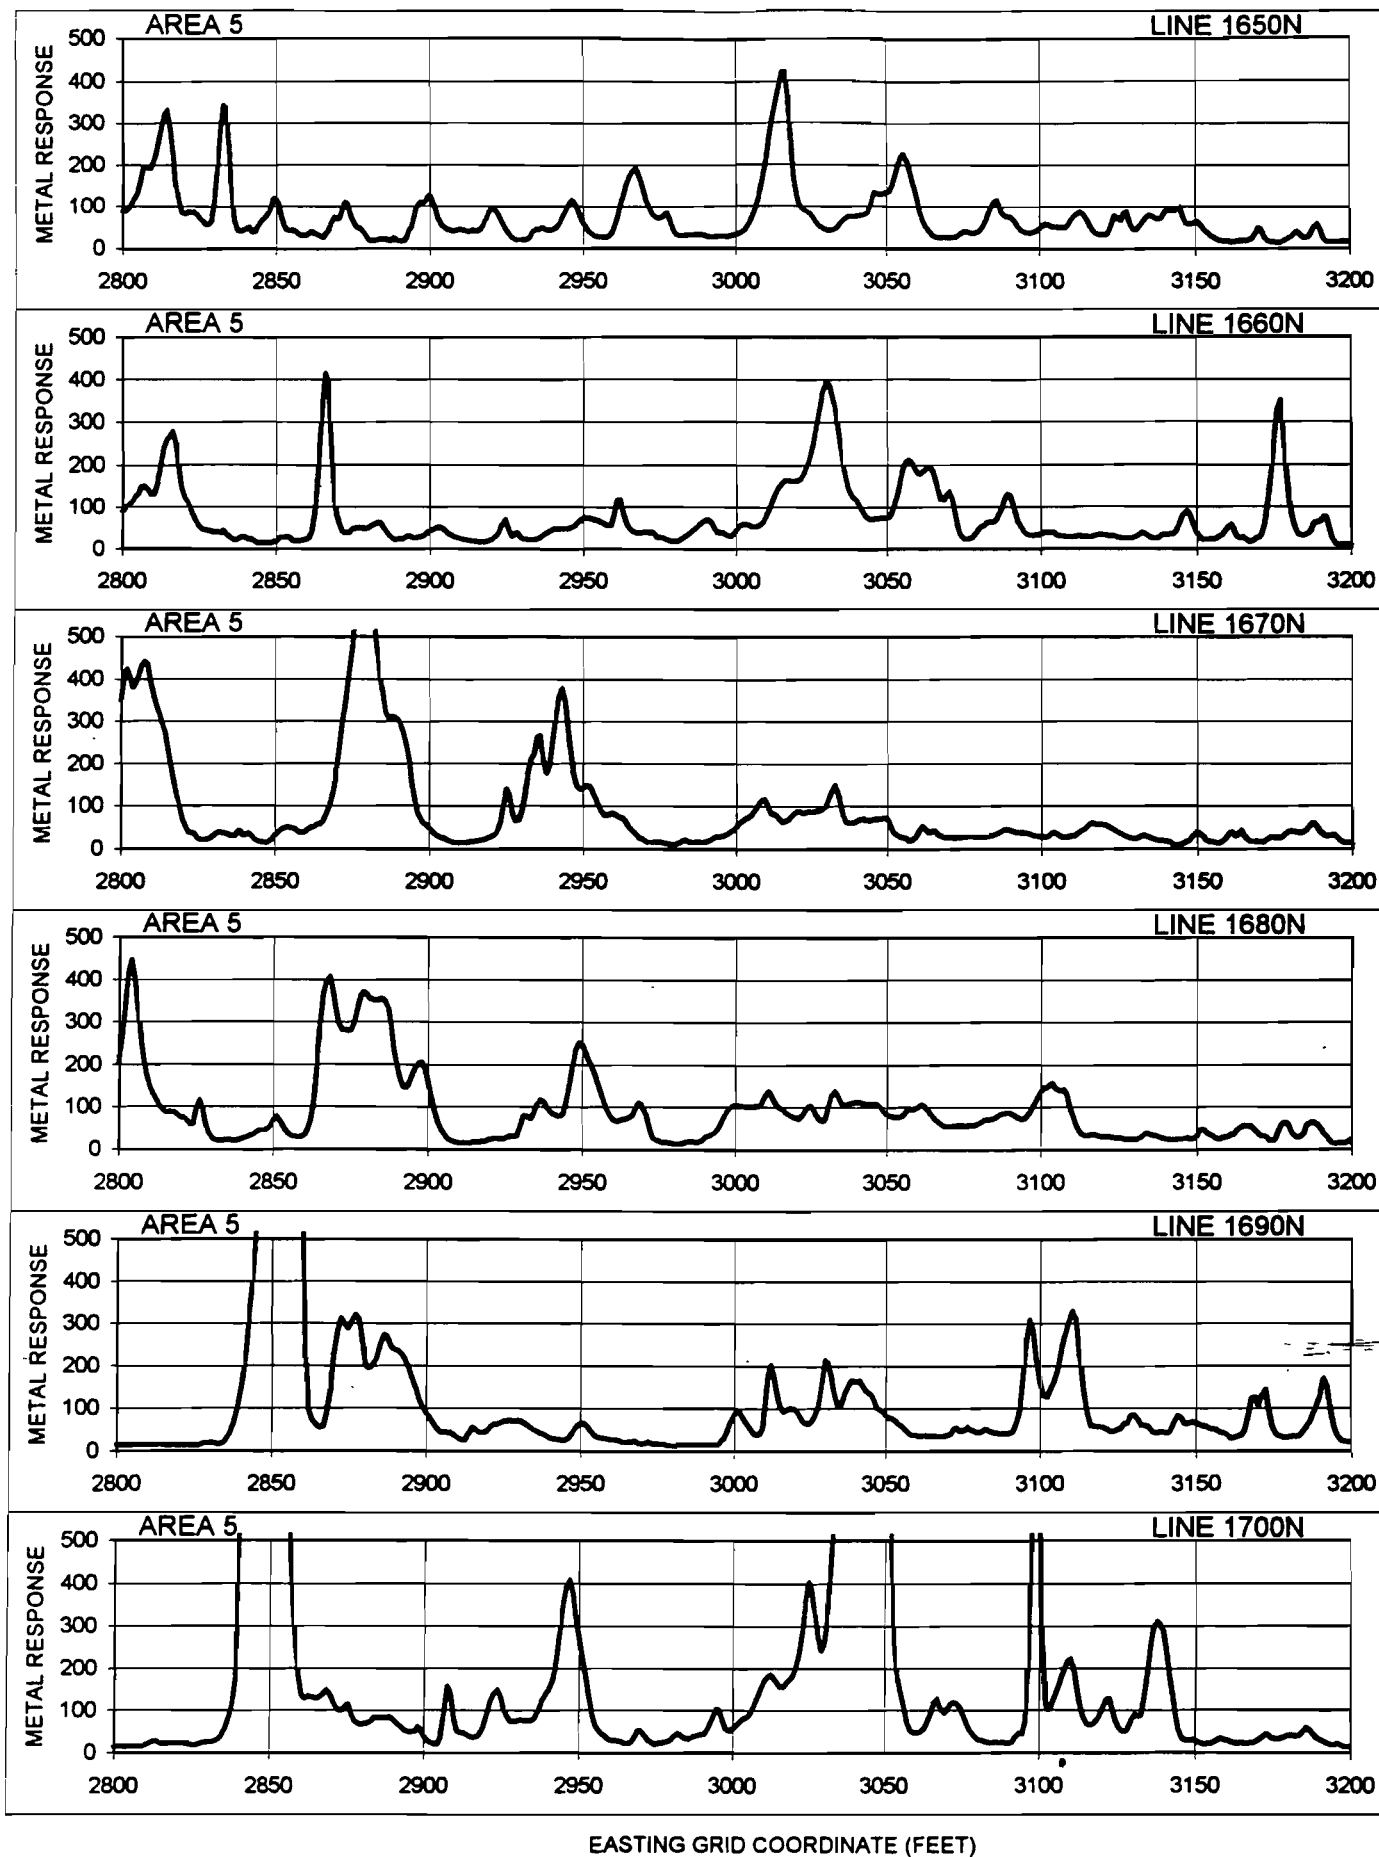 AREA 5 LINE 1650N
METAL RESPONSE
500
400
300
200
100
0
2800 2850 2900 2950 3000 3050 3100 3150 3200
AREA 5 LINE 1660N
METAL RESPONSE
500
400
300
200
100
0
2800 2850 2900 2950 3000 3050 3100 3150 3200
AREA 5 LINE 1670N
METAL RESPONSE
500
400
300
200
100
0
2800 2850 2900 2950 3000 3050 3100 3150 3200
AREA 5 LINE 1680N
METAL RESPONSE
500
400
300
200
100
0
2800 2850 2900 2950 3000 3050 3100 3150 3200
AREA 5 LINE 1690N
METAL RESPONSE
500
400
300
200
100
0
2800 2850 2900 2950 3000 3050 3100 3150 3200
AREA 5 LINE 1700N
METAL RESPONSE
500
400
300
200
100
0
2800 2850 2900 2950 3000 3050 3100 3150 3200
EASTING GRID COORDINATE (FEET)